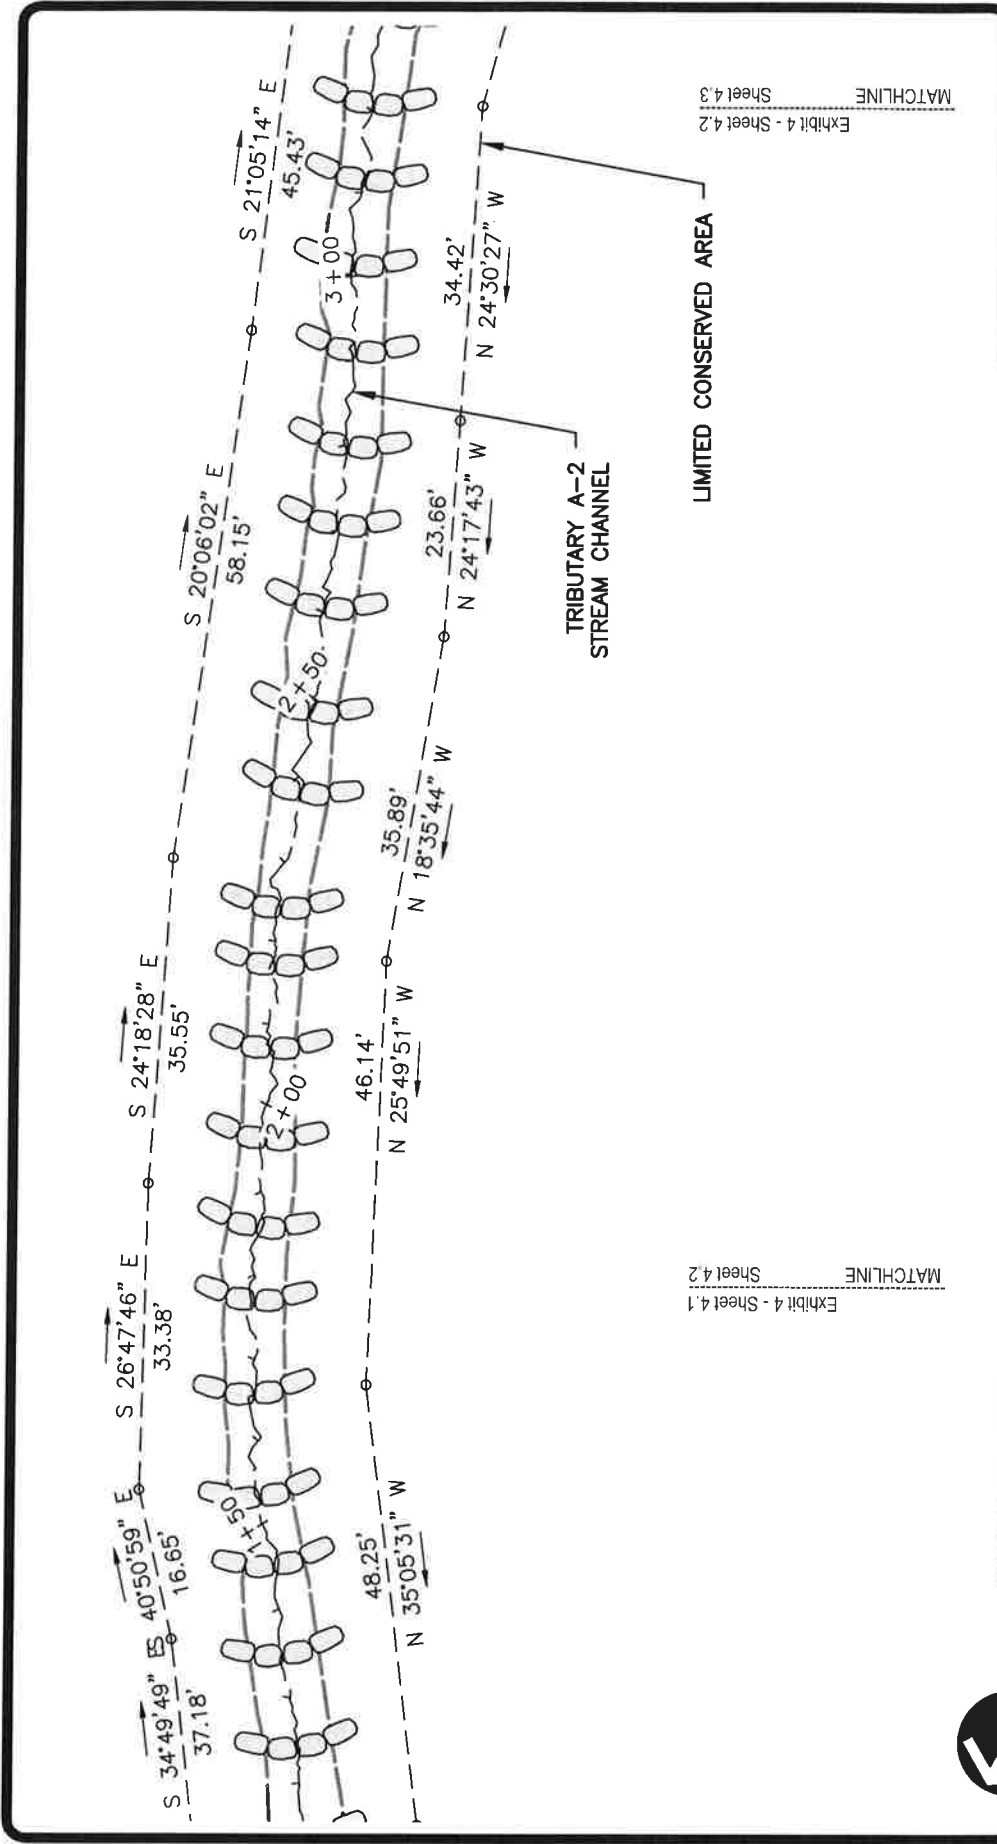 S 34°49'49" E
37.18'
S 40°50'59" E
16.65'
S 26°47'46" E
33.38'
S 24°18'28" E
35.55'
S 20°06'02" E
58.15'
S 21°05'14" E
45.43'
1+50
2+00
2+50
3+00
48.25'
N 35°05'31" W
46.14'
N 25°49'51" W
35.89'
N 18°35'44" W
23.66'
N 24°17'43" W
34.42'
N 24°30'27" W
TRIBUTARY A-2
STREAM CHANNEL
LIMITED CONSERVED AREA
Exhibit 4 - Sheet 4.1
MATCHLINE Sheet 4.2
Exhibit 4 - Sheet 4.2
MATCHLINE Sheet 4.3